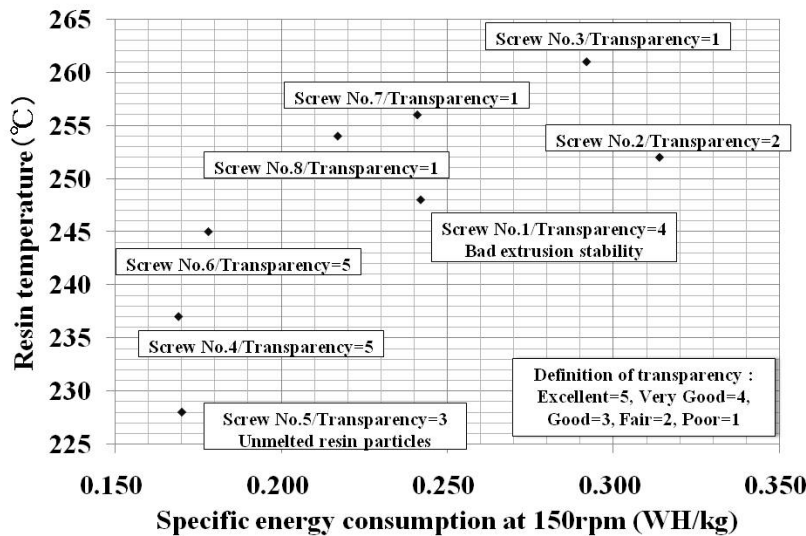 265
260
255
250
245
240
235
230
225
Resin temperature(℃)
Screw No.3/Transparency=1
Screw No.7/Transparency=1
Screw No.2/Transparency=2
Screw No.8/Transparency=1
Screw No.1/Transparency=4
Bad extrusion stability
Screw No.6/Transparency=5
Screw No.4/Transparency=5
Screw No.5/Transparency=3
Unmelted resin particles
Definition of transparency :
Excellent=5, Very Good=4,
Good=3, Fair=2, Poor=1
0.150 0.200 0.250 0.300 0.350
Specific energy consumption at 150rpm (WH/kg)